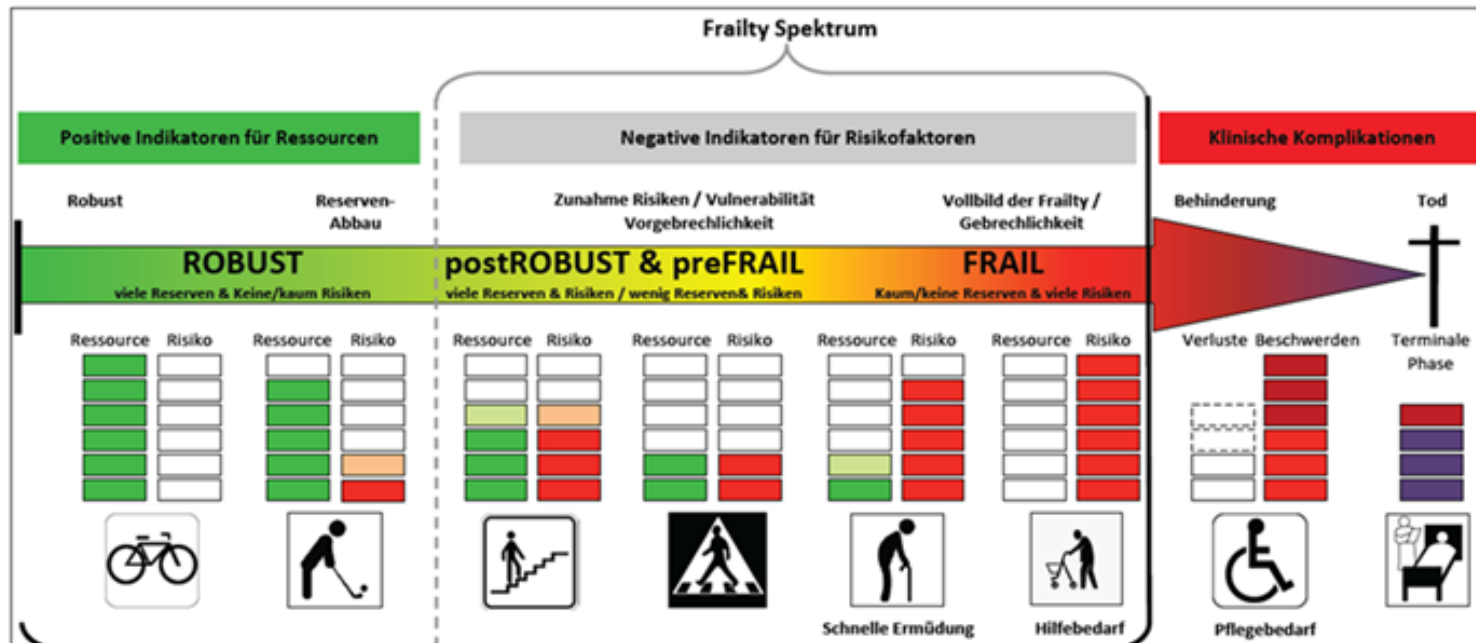 Frailty Spektrum
Positive Indikatoren für Ressourcen
Negative Indikatoren für Risikofaktoren
Klinische Komplikationen
Robust
Reserven-
Abbau
Zunahme Risiken / Vulnerabilität
Vorgebrechlichkeit
Vollbild der Frailty /
Gebrechlichkeit
Behinderung
Tod
ROBUST
viele Reserven & Keine/kaum Risiken
postROBUST & preFRAIL
viele Reserven & Risiken / wenig Reserven& Risiken
FRAIL
Kaum/keine Reserven & viele Risiken
Ressource Risiko
Ressource Risiko
Ressource Risiko
Ressource Risiko
Ressource Risiko
Ressource Risiko
Verluste Beschwerden
Terminale
Phase
Schnelle Ermüdung
Hilfebedarf
Pflegebedarf